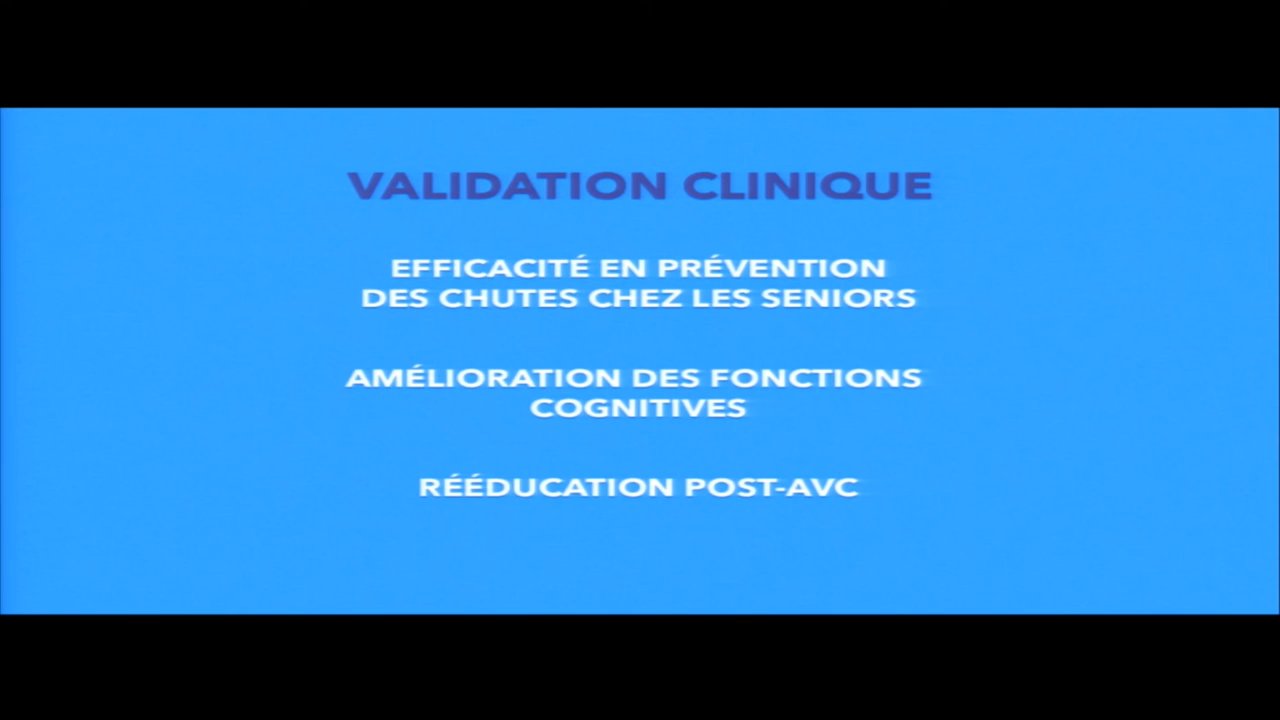 VALIDATION CLINIQUE
EFFICACITÉ EN PRÉVENTION
DES CHUTES CHEZ LES SENIORS
AMÉLIORATION DES FONCTIONS
COGNITIVES
RÉÉDUCATION POST-AVC